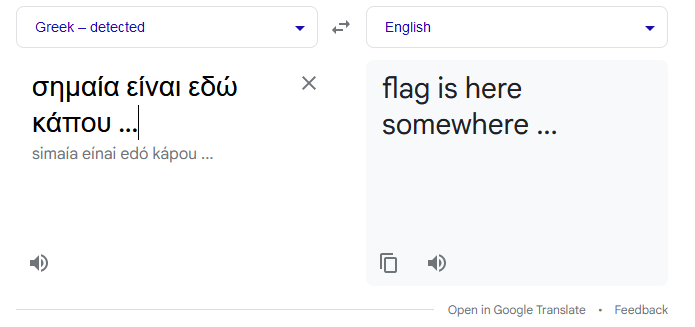 Greek – detected
English
σημαία είναι εδώ
κάπου ...
simaía eínai edó kápou ...
flag is here
somewhere ...
Open in Google Translate • Feedback